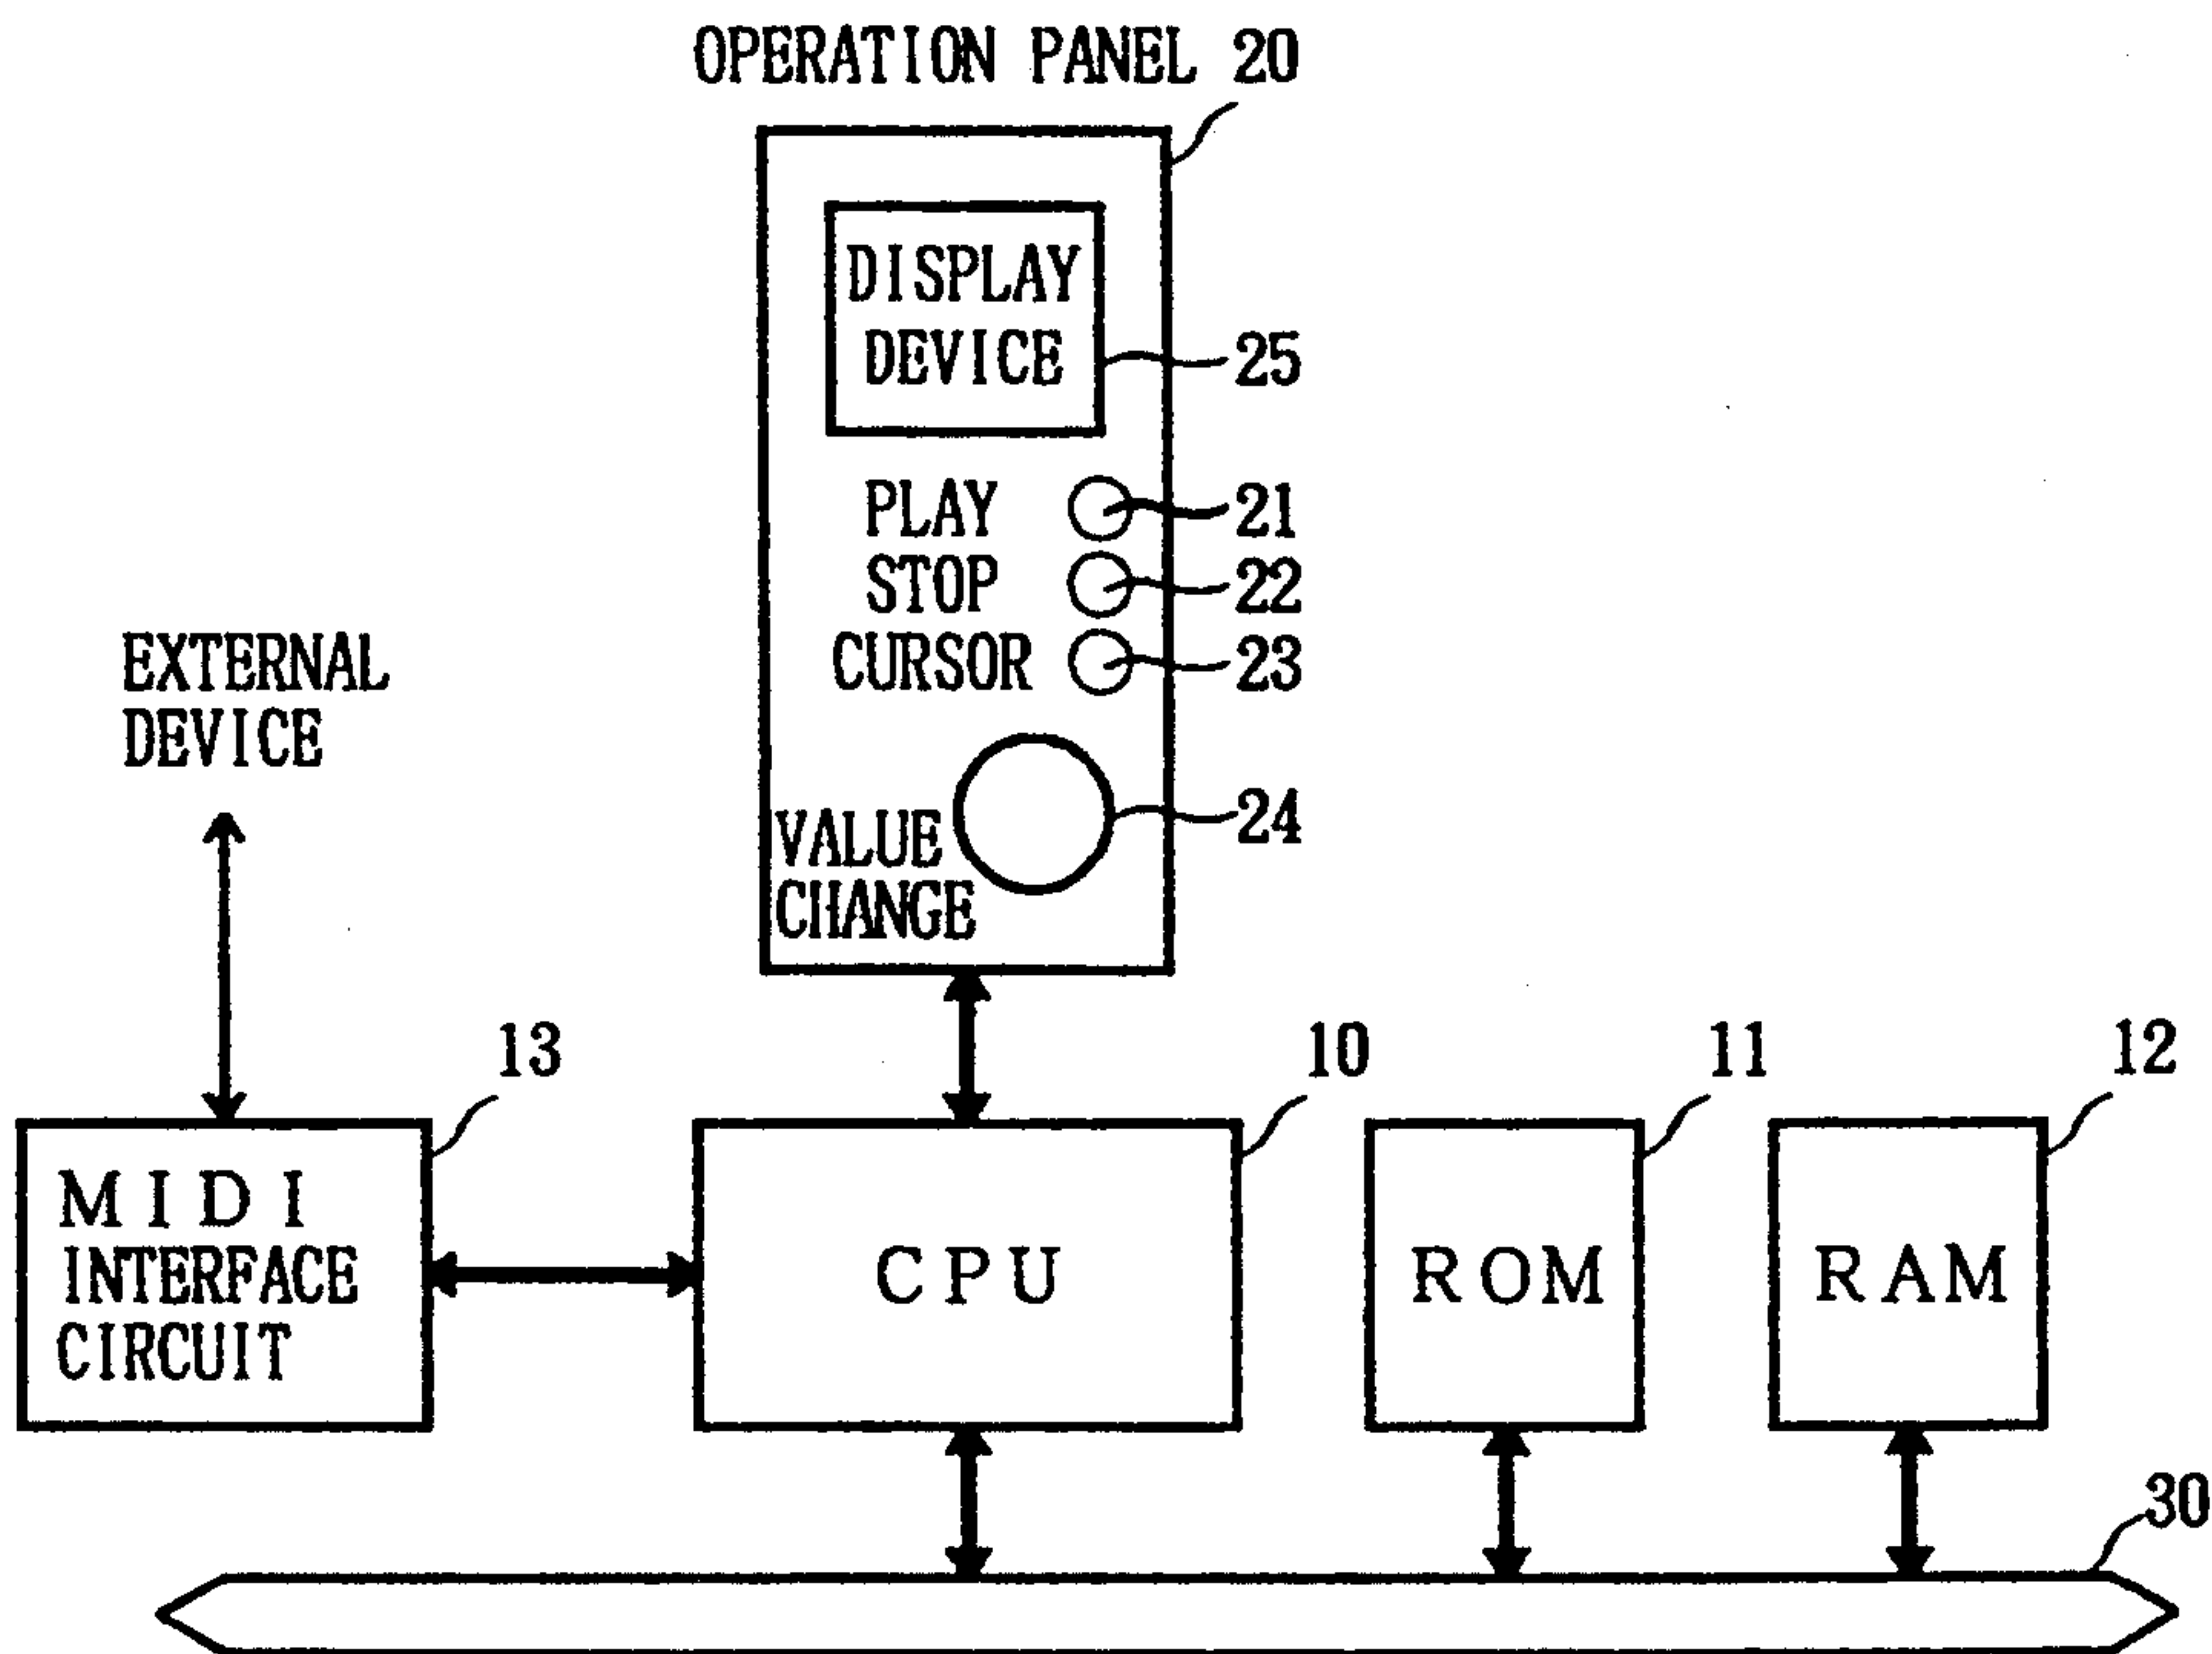 OPERATION PANEL 20
DISPLAY
DEVICE
25
PLAY 21
STOP 22
CURSOR 23
VALUE
CHANGE
24
EXTERNAL
DEVICE
13
10
11
12
MIDI
INTERFACE
CIRCUIT
CPU
ROM
RAM
30